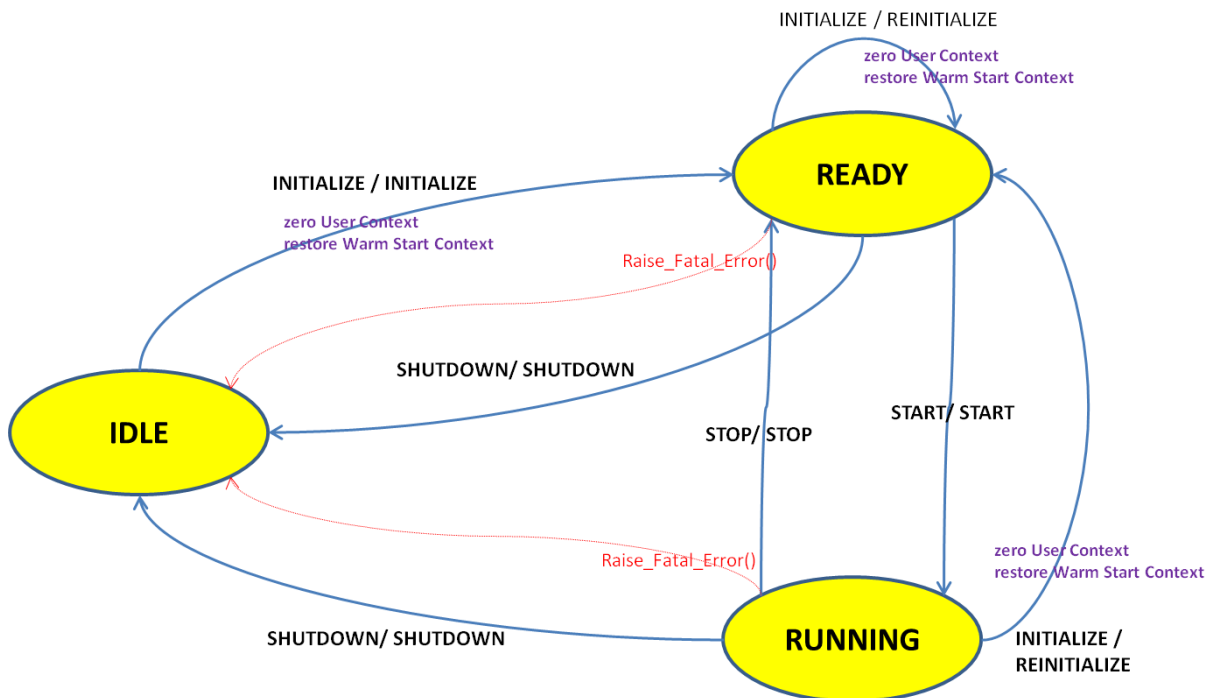 INITIALIZE / REINITIALIZE
zero User Context
restore Warm Start Context
READY
INITIALIZE / INITIALIZE
zero User Context
restore Warm Start Context
Raise_Fatal_Error()
SHUTDOWN/ SHUTDOWN
START/ START
STOP/ STOP
IDLE
zero User Context
restore Warm Start Context
Raise_Fatal_Error()
SHUTDOWN/ SHUTDOWN
RUNNING
INITIALIZE /
REINITIALIZE